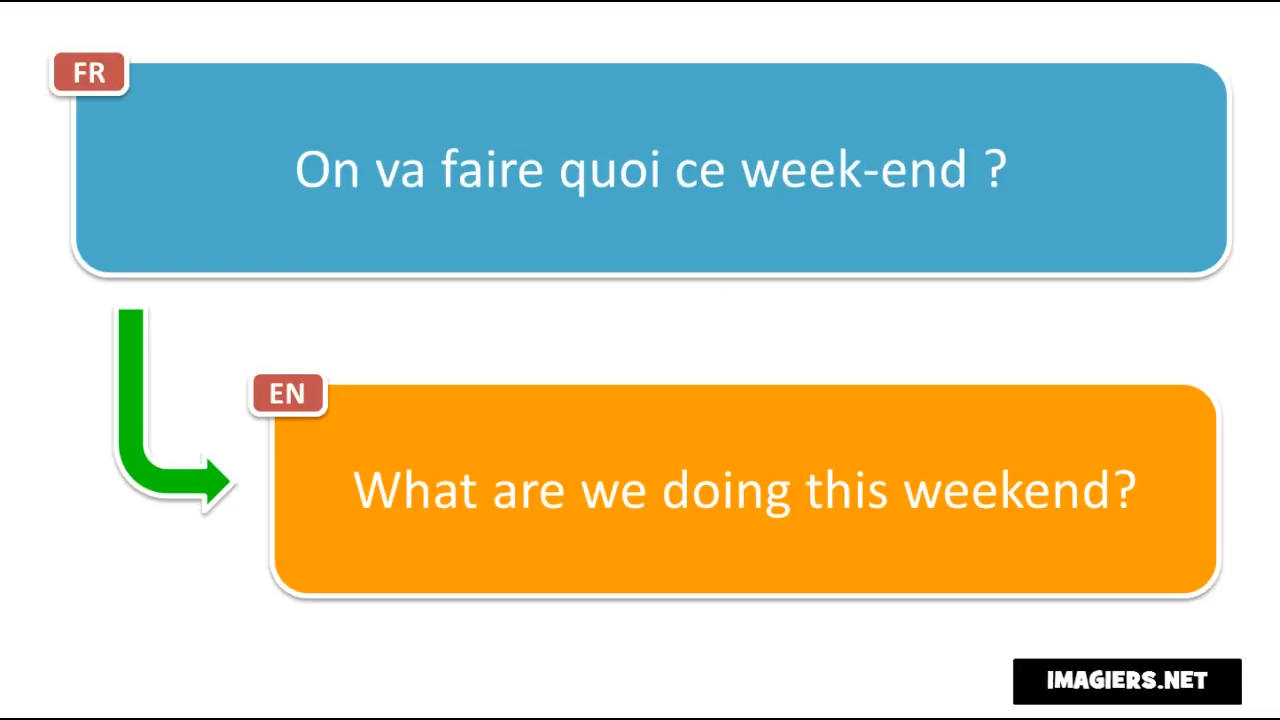 FR
On va faire quoi ce week-end ?
EN
What are we doing this weekend?
IMAGIERS.NET